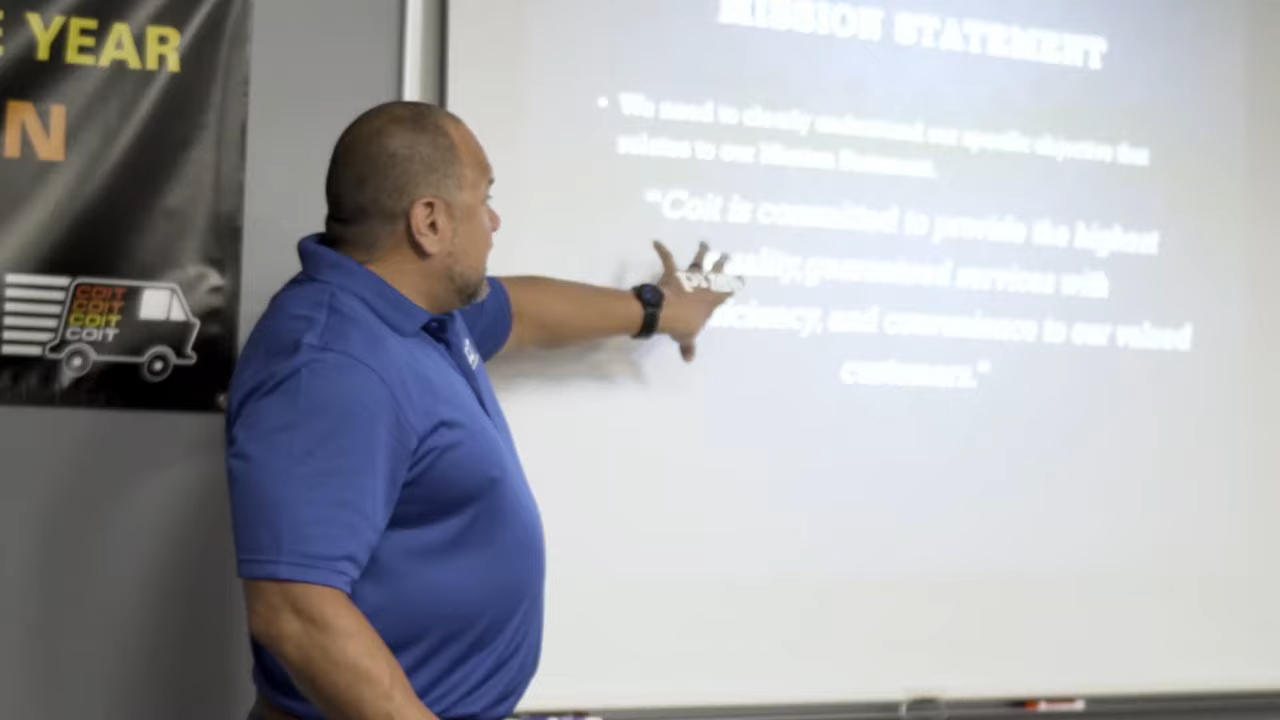 E YEAR
N
COIT
COIT
COIT
COIT
MISSION STATEMENT
• We need to clearly understand our specific objective that
relates to our Mission Statement.
"Coit is committed to provide the highest
quality, guaranteed services with
and convenience to our valued
customers."